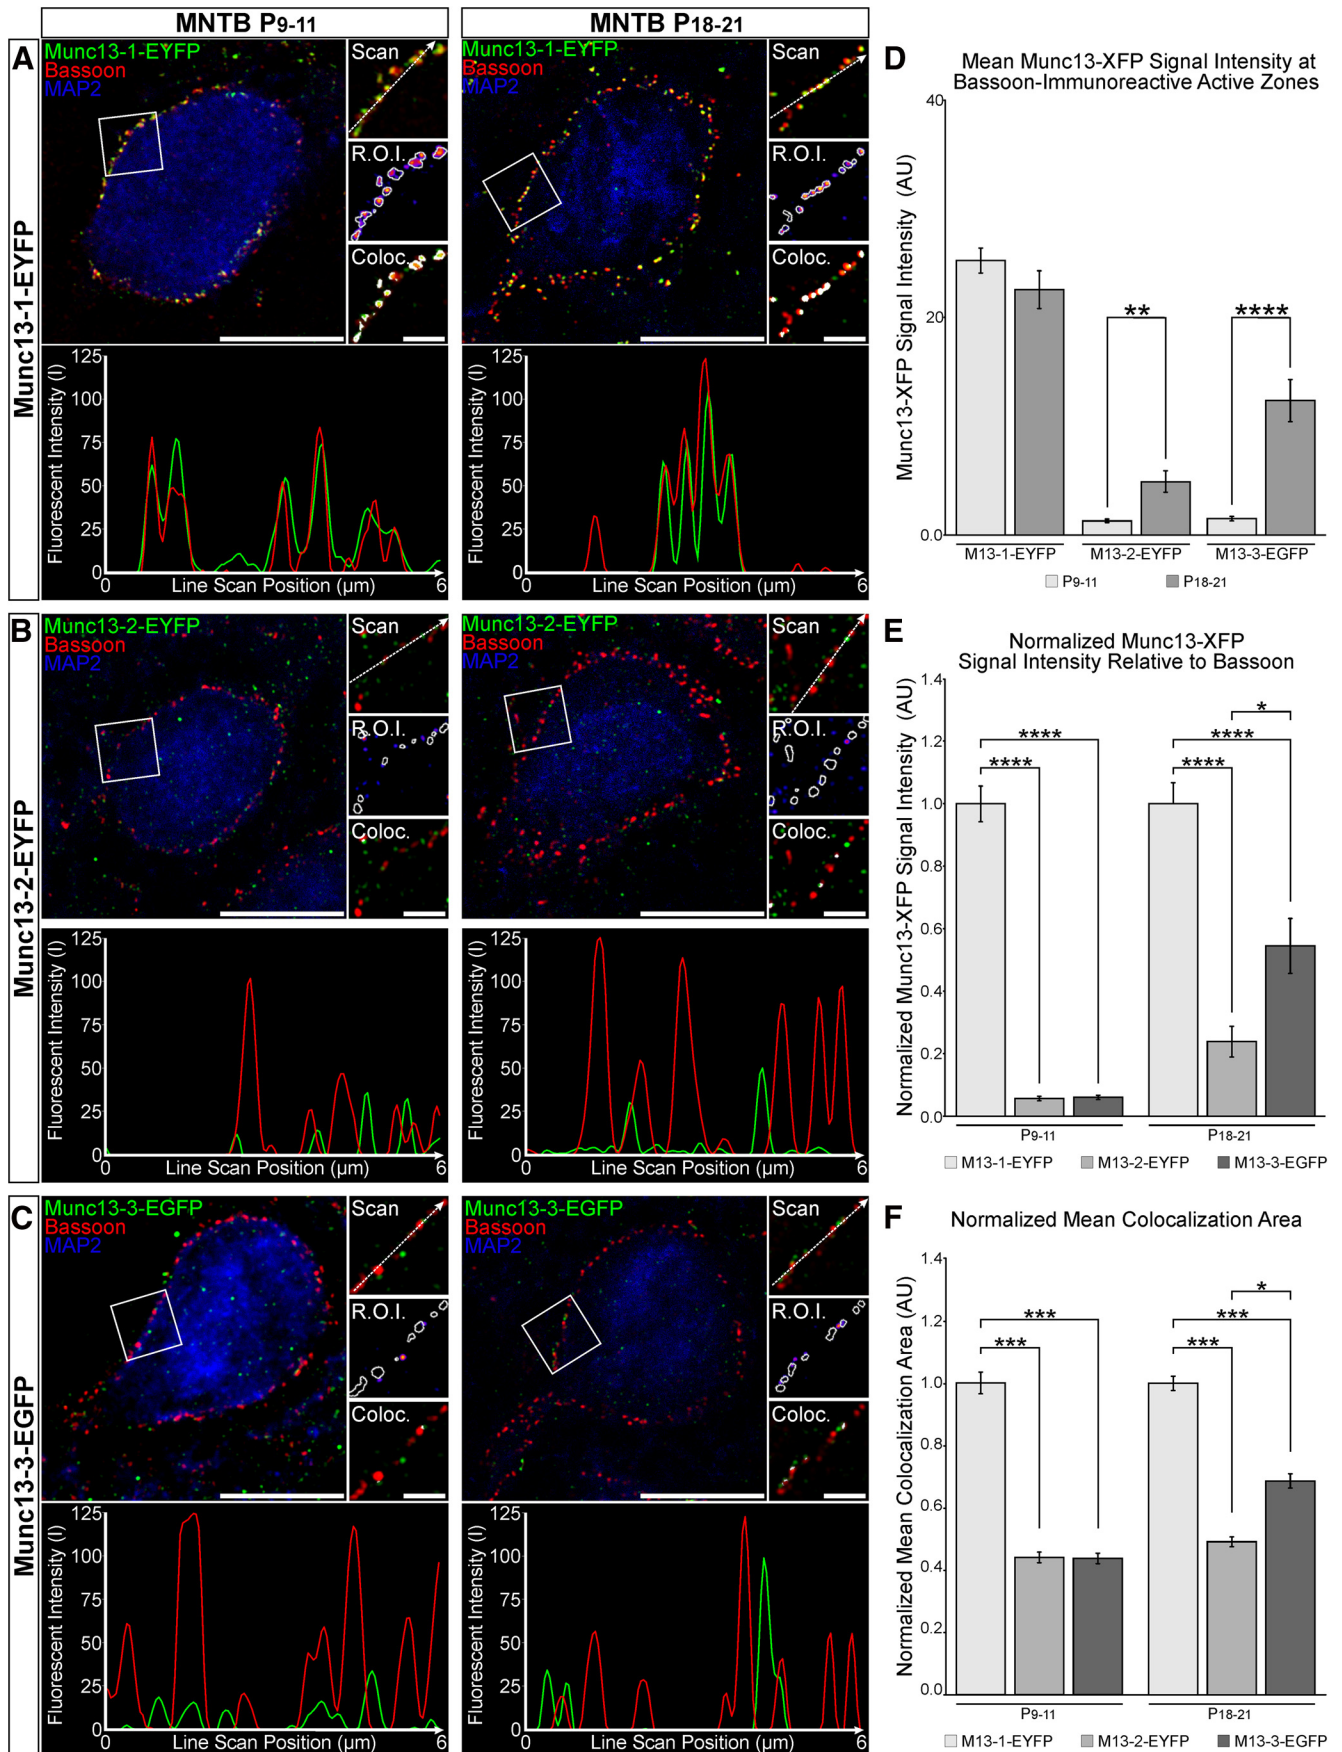 MNTB P9-11
MNTB P18-21
A
Munc13-1-EYFP
Munc13-1-EYFP
Bassoon
MAP2
Scan
R.O.I.
Coloc.
Munc13-1-EYFP
Bassoon
MAP2
Scan
R.O.I.
Coloc.
Fluorescent Intensity (I)
125
100
75
50
25
0
0
Line Scan Position (µm)
6
Fluorescent Intensity (I)
125
100
75
50
25
0
0
Line Scan Position (µm)
6
B
Munc13-2-EYFP
Munc13-2-EYFP
Bassoon
MAP2
Scan
R.O.I.
Coloc.
Munc13-2-EYFP
Bassoon
MAP2
Scan
R.O.I.
Coloc.
Fluorescent Intensity (I)
125
100
75
50
25
0
0
Line Scan Position (µm)
6
Fluorescent Intensity (I)
125
100
75
50
25
0
0
Line Scan Position (µm)
6
C
Munc13-3-EGFP
Munc13-3-EGFP
Bassoon
MAP2
Scan
R.O.I.
Coloc.
Munc13-3-EGFP
Bassoon
MAP2
Scan
R.O.I.
Coloc.
Fluorescent Intensity (I)
125
100
75
50
25
0
0
Line Scan Position (µm)
6
Fluorescent Intensity (I)
125
100
75
50
25
0
0
Line Scan Position (µm)
6
D
Mean Munc13-XFP Signal Intensity at
Bassoon-Immunoreactive Active Zones
Munc13-XFP Signal Intensity (AU)
40
20
0.0
**
****
M13-1-EYFP
M13-2-EYFP
M13-3-EGFP
P9-11
P18-21
E
Normalized Munc13-XFP
Signal Intensity Relative to Bassoon
Normalized Munc13-XFP Signal Intensity (AU)
1.4
1.2
1.0
0.8
0.6
0.4
0.2
0.0
****
****
*
****
****
P9-11
P18-21
M13-1-EYFP
M13-2-EYFP
M13-3-EGFP
F
Normalized Mean Colocalization Area
Normalized Mean Colocalization Area (AU)
1.4
1.2
1.0
0.8
0.6
0.4
0.2
0.0
***
***
*
***
***
P9-11
P18-21
M13-1-EYFP
M13-2-EYFP
M13-3-EGFP